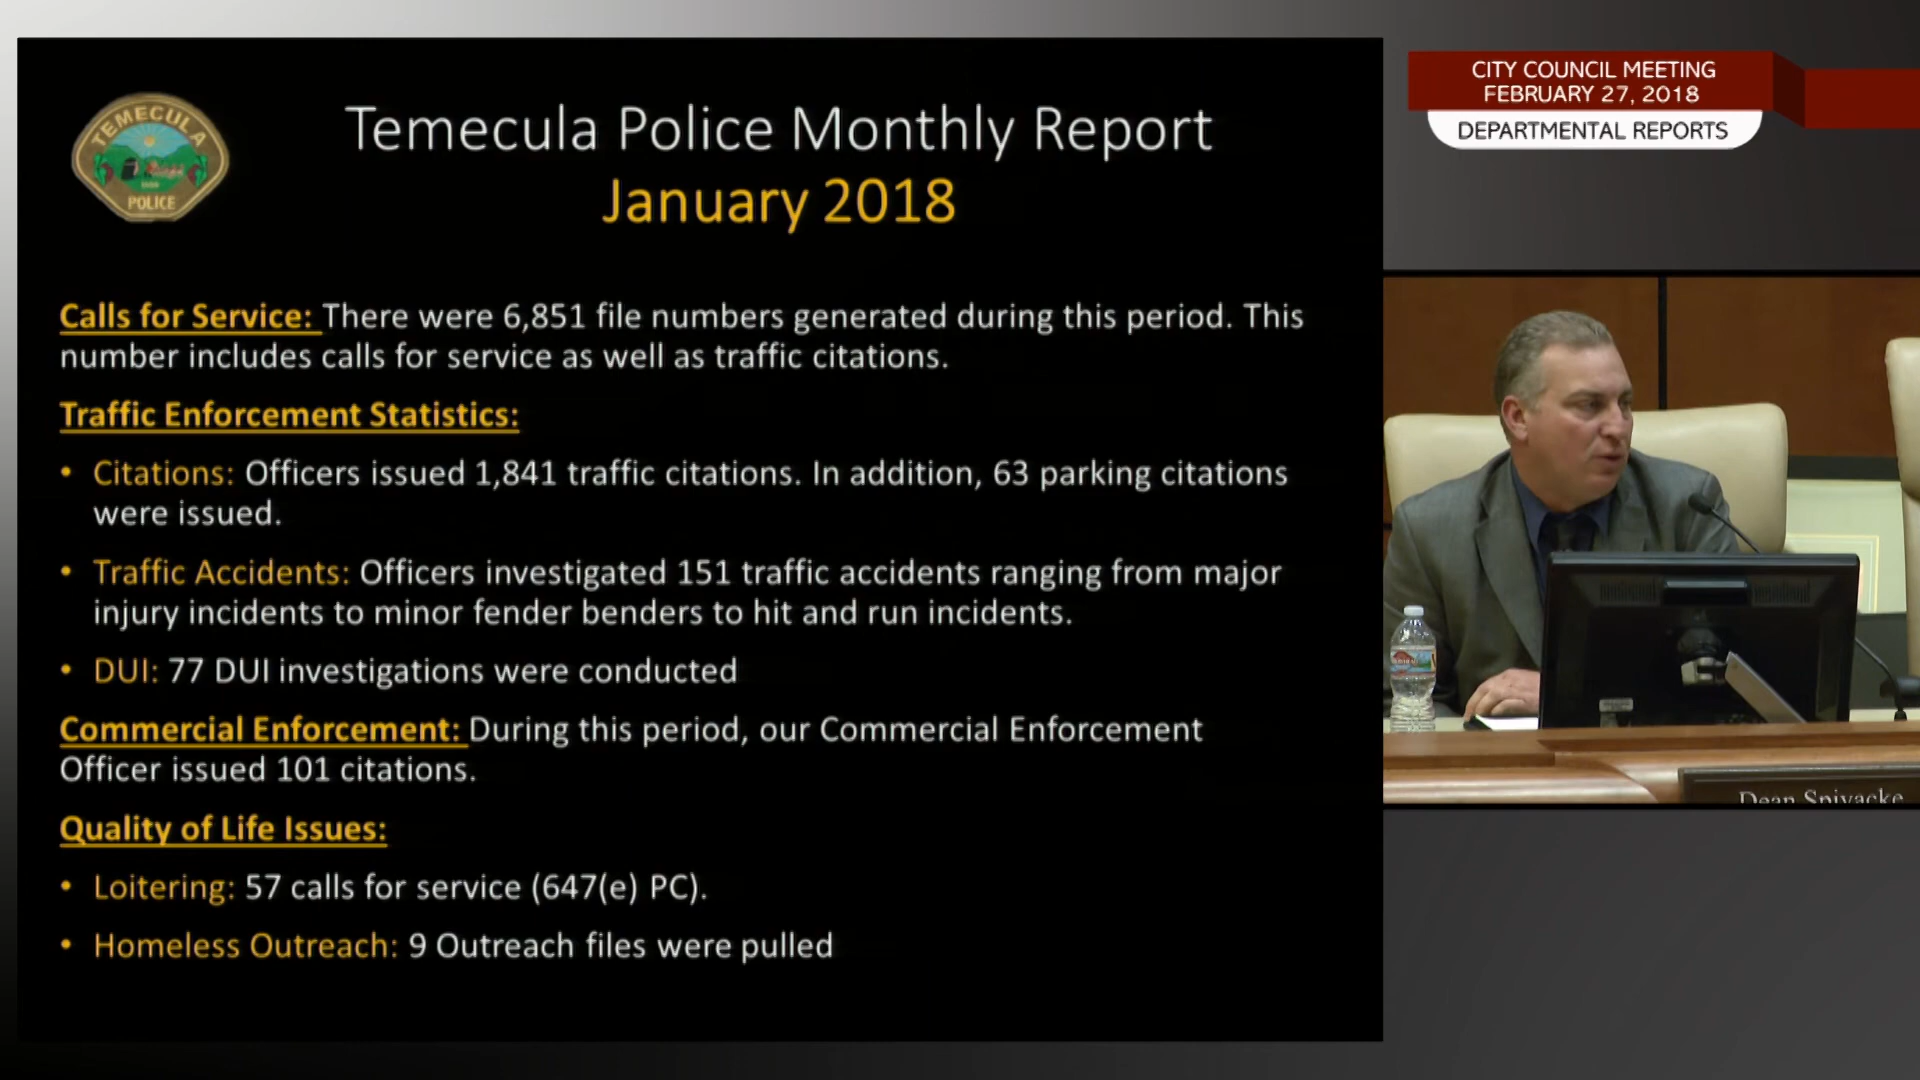 TEMECULA
POLICE
Temecula Police Monthly Report
January 2018
Calls for Service: There were 6,851 file numbers generated during this period. This
number includes calls for service as well as traffic citations.
Traffic Enforcement Statistics:
• Citations: Officers issued 1,841 traffic citations. In addition, 63 parking citations
were issued.
• Traffic Accidents: Officers investigated 151 traffic accidents ranging from major
injury incidents to minor fender benders to hit and run incidents.
• DUI: 77 DUI investigations were conducted
Commercial Enforcement: During this period, our Commercial Enforcement
Officer issued 101 citations.
Quality of Life Issues:
• Loitering: 57 calls for service (647(e) PC).
• Homeless Outreach: 9 Outreach files were pulled
CITY COUNCIL MEETING
FEBRUARY 27, 2018
DEPARTMENTAL REPORTS
Dean Spivacke